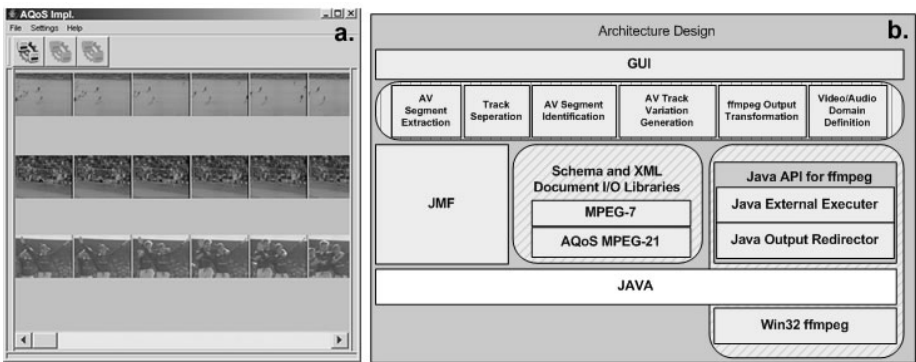 AQoS Impl.
File Settings Help
a.
Architecture Design
b.
GUI
AV
Segment
Extraction
Track
Seperation
AV Segment
Identification
AV Track
Variation
Generation
ffmpeg Output
Transformation
Video/Audio
Domain
Definition
JMF
Schema and XML
Document I/O Libraries
MPEG-7
AQoS MPEG-21
Java API for ffmpeg
Java External Executer
Java Output Redirector
JAVA
Win32 ffmpeg